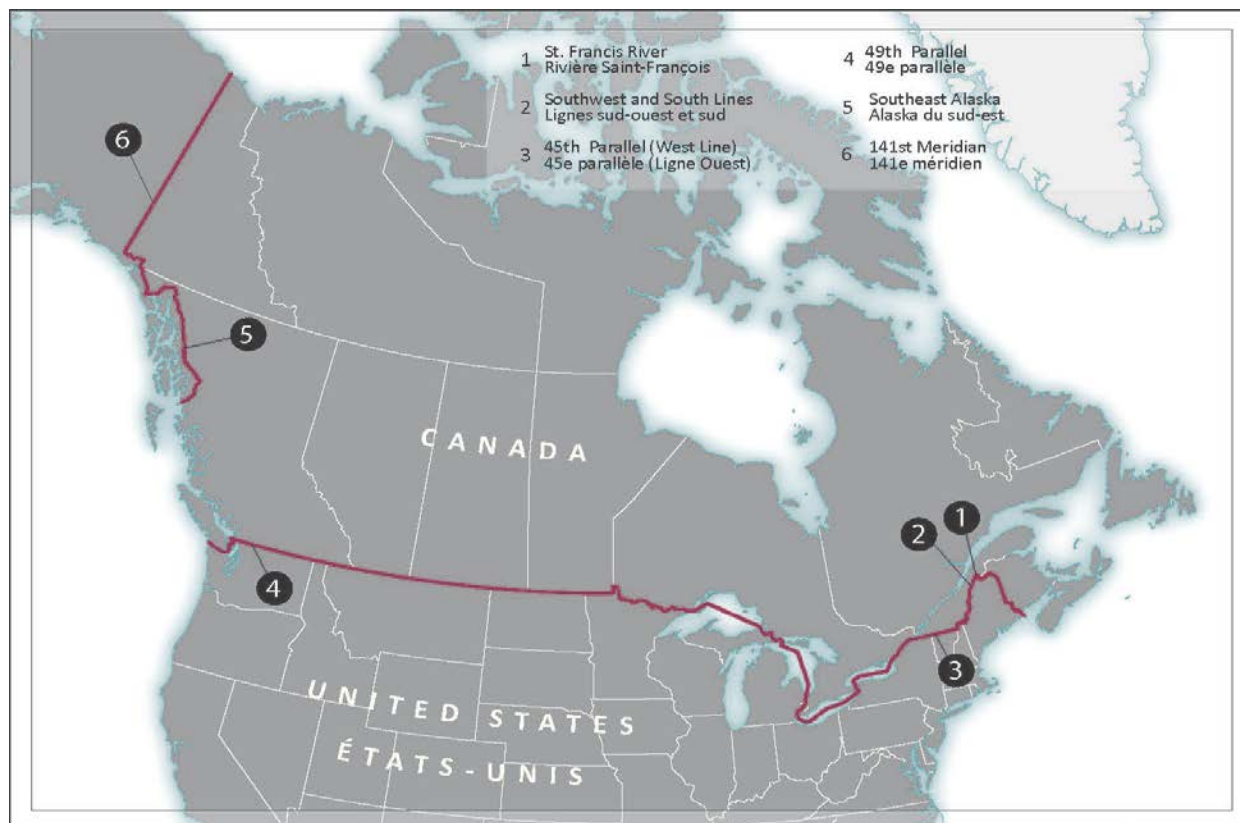 1 St. Francis River
Rivière Saint-François
2 Southwest and South Lines
Lignes sud-ouest et sud
3 45th Parallel (West Line)
45e parallèle (Ligne Ouest)
4 49th Parallel
49e parallèle
5 Southeast Alaska
Alaska du sud-est
6 141st Meridian
141e méridien
6
5
CANADA
1
2
4
3
UNITED STATES
ÉTATS-UNIS